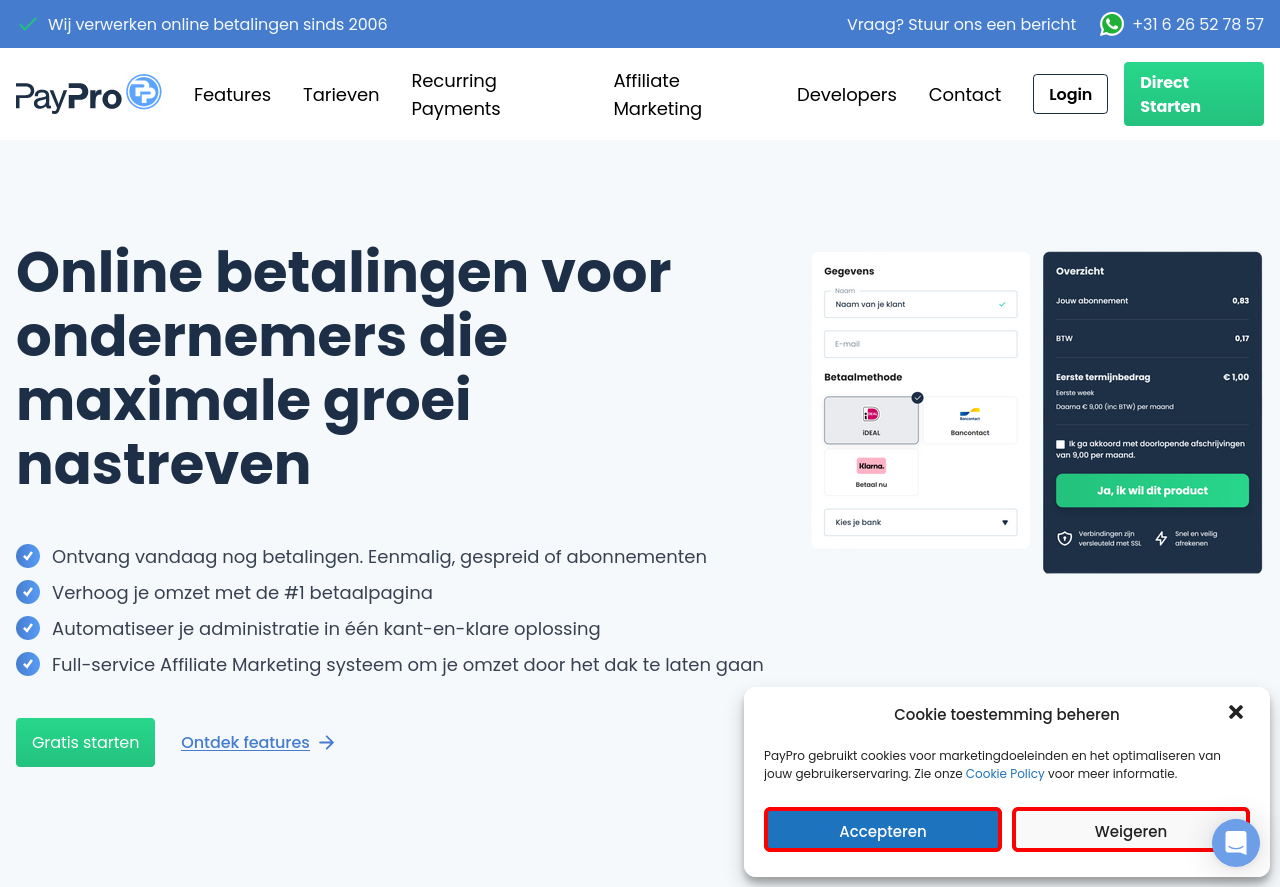 Wij verwerken online betalingen sinds 2006
Vraag? Stuur ons een bericht
+31 6 26 52 78 57
PayPro
Features
Tarieven
Recurring
Payments
Affiliate
Marketing
Developers
Contact
Login
Direct
Starten
Online betalingen voor
ondernemers die
maximale groei
nastreven
Ontvang vandaag nog betalingen. Eenmalig, gespreid of abonnementen
Verhoog je omzet met de #1 betaalpagina
Automatiseer je administratie in één kant-en-klare oplossing
Full-service Affiliate Marketing systeem om je omzet door het dak te laten gaan
Gratis starten
Ontdek features
Gegevens
Naam
Naam van je klant
E-mail
Betaalmethode
iDEAL
iDEAL
Bancontact
Bancontact
Klarna.
Betaal nu
Kies je bank
Overzicht
Jouw abonnement 0,83
BTW 0,17
Eerste termijnbedrag € 1,00
Eerste week
Daarna € 9,00 (inc BTW) per maand
Ik ga akkoord met doorlopende afschrijvingen
van 9,00 per maand.
Ja, ik wil dit product
Verbindingen zijn
versleuteld met SSL
Snel en veilig
afrekenen
Cookie toestemming beheren
PayPro gebruikt cookies voor marketingdoeleinden en het optimaliseren van
jouw gebruikerservaring. Zie onze Cookie Policy voor meer informatie.
Accepteren
Weigeren